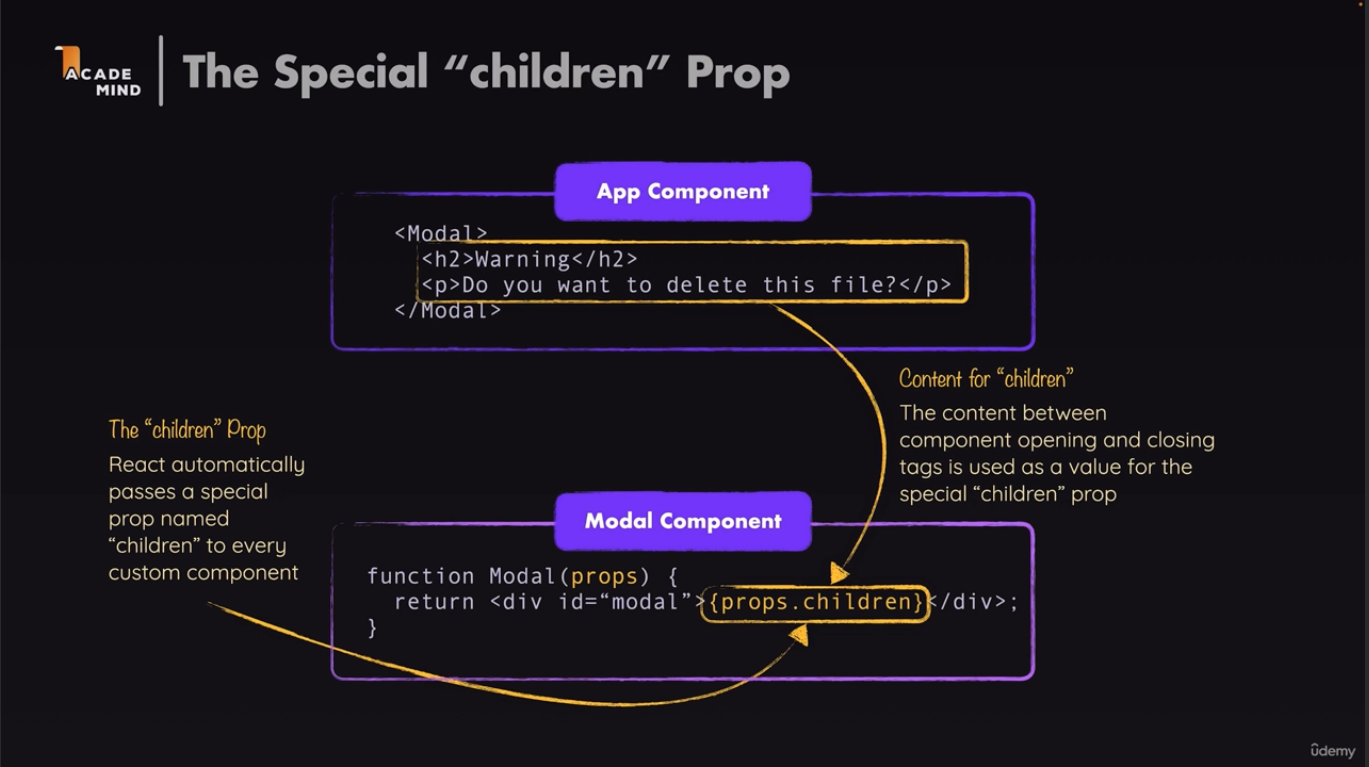 ACADE
MIND
The Special “children” Prop
App Component
<Modal>
<h2>Warning</h2>
<p>Do you want to delete this file?</p>
</Modal>
Content for “children”
The content between
component opening and closing
tags is used as a value for the
special “children” prop
The “children” Prop
React automatically
passes a special
prop named
“children” to every
custom component
Modal Component
function Modal(props) {
return <div id=“modal”>{props.children}</div>;
}
ûdemy